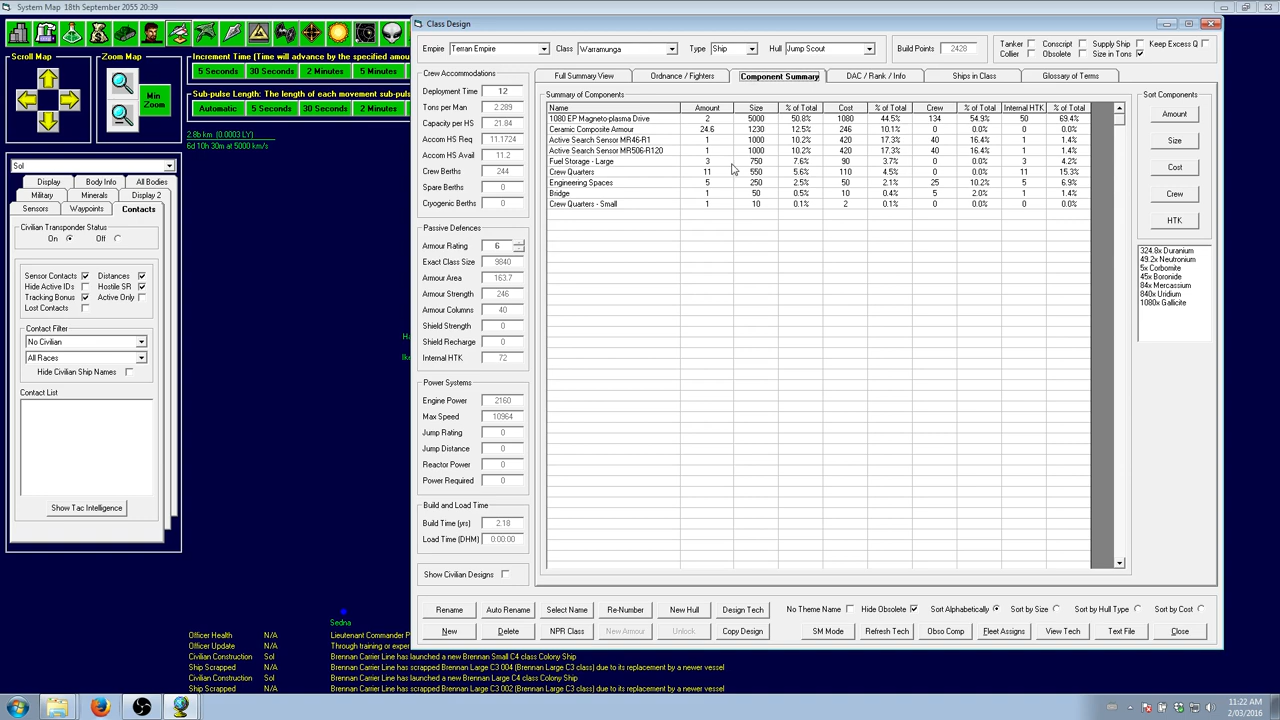 System Map 18th September 2055 20:39
Scroll Map
Zoom Map
Min
Zoom
Increment Time (Time by the specified amou
5 Seconds 30 Seconds 2 Minutes 5 Minutes
Sub-pulse Length: The length of each movement sub-puls
Automatic 5 Seconds 30 Seconds 2 Minutes
2.8b km (0.0003 LY)
6d 10h 30m at 5000 km/s
Sol
Display Body Info All Bodies
Military Minerals Display 2
Sensors Waypoints Contacts
Civilian Transponder Status
On Off
Sensor Contacts Distances
Hide Active IDs Hostile SR
Tracking Bonus Active Only
Lost Contacts
Contact Filter
No Civilian
All Races
Hide Civilian Ship Names
Contact List
Show Tac Intelligence
Sedna
Officer Health N/A Lieutenant Commander P
Officer Update N/A Through training or exper
Civilian Construction Sol Brennan Carrier Line has launched a new Brennan Small C4 class Colony Ship
Ship Scrapped N/A Brennan Carrier Line has scrapped Brennan Large C3 004 (Brennan Large C3 class) due to its replacement by a newer vessel
Civilian Construction Sol Brennan Carrier Line has launched a new Brennan Large C4 class Colony Ship
Ship Scrapped N/A Brennan Carrier Line has scrapped Brennan Large C3 002 (Brennan Large C3 class) due to its replacement by a newer vessel
Class Design
Empire Terran Empire Class Warramunga Type Ship Hull Jump Scout Build Points 2428
Tanker Conscript Supply Ship Keep Excess Q
Collier Obsolete Size in Tons
Crew Accommodations
Deployment Time 12
Tons per Man 2.289
Capacity per HS 21.84
Accom HS Req 11.1724
Accom HS Avail 11.2
Crew Berths 244
Spare Berths 0
Cryogenic Berths 0
Passive Defences
Armour Rating 6
Exact Class Size 9840
Armour Area 163.7
Armour Strength 246
Armour Columns 40
Shield Strength 0
Shield Recharge 0
Internal HTK 72
Power Systems
Engine Power 2160
Max Speed 10964
Jump Rating 0
Jump Distance 0
Reactor Power 0
Power Required 0
Build and Load Time
Build Time (yrs) 2.18
Load Time (DHM) 0:00:00
Show Civilian Designs
Full Summary View Ordnance / Fighters Component Summary DAC / Rank / Info Ships in Class Glossary of Terms
Summary of Components
Name Amount Size % of Total Cost % of Total Crew % of Total Internal HTK % of Total
1080 EP Magneto-plasma Drive 2 5000 50.8% 1080 44.5% 134 54.9% 50 69.4%
Ceramic Composite Armour 24.6 1230 12.5% 246 10.1% 0 0.0% 0 0.0%
Active Search Sensor MR46-R1 1 1000 10.2% 420 17.3% 40 16.4% 1 1.4%
Active Search Sensor MR506-R120 1 1000 10.2% 420 17.3% 40 16.4% 1 1.4%
Fuel Storage - Large 3 750 7.6% 90 3.7% 0 0.0% 3 4.2%
Crew Quarters 11 550 5.6% 110 4.5% 0 0.0% 11 15.3%
Engineering Spaces 5 250 2.5% 50 2.1% 25 10.2% 5 6.9%
Bridge 1 50 0.5% 10 0.4% 5 2.0% 1 1.4%
Crew Quarters - Small 1 10 0.1% 2 0.1% 0 0.0% 0 0.0%
Sort Components
Amount
Size
Cost
Crew
HTK
324.8x Duranium
49.2x Neutronium
5x Corbomite
45x Boronide
84x Mercassium
840x Uridium
1080x Gallicite
Rename Auto Rename Select Name Re-Number New Hull Design Tech No Theme Name Hide Obsolete Sort Alphabetically Sort by Size Sort by Hull Type Sort by Cost
New Delete NPR Class New Armour Unlock Copy Design SM Mode Refresh Tech Obso Comp Fleet Assigns View Tech Text File Close
11:22 AM
2/03/2016